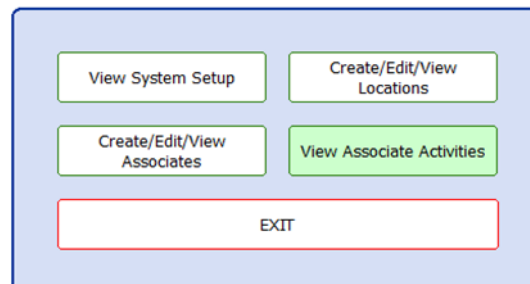 View System Setup
Create/Edit/View
Locations
Create/Edit/View
Associates
View Associate Activities
EXIT